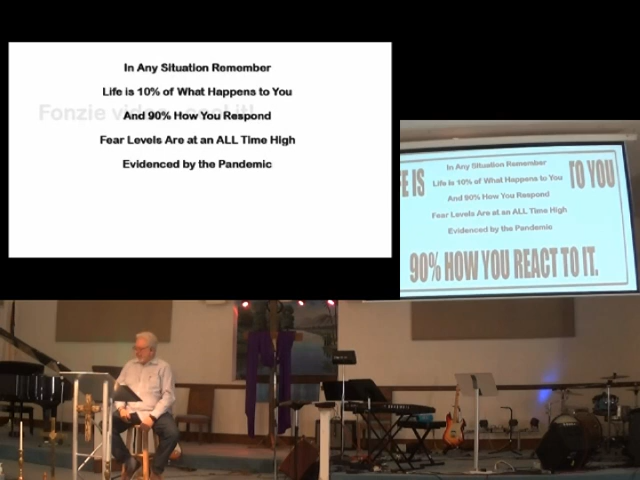 In Any Situation Remember
Life is 10% of What Happens to You
Fonzie video
And 90% How You Respond
Fear Levels Are at an ALL Time High
Evidenced by the Pandemic
IS
TO YOU
In Any Situation Remember
Life is 10% of What Happens to You
And 90% How You Respond
Fear Levels Are at an ALL Time High
Evidenced by the Pandemic
90% HOW YOU REACT TO IT.